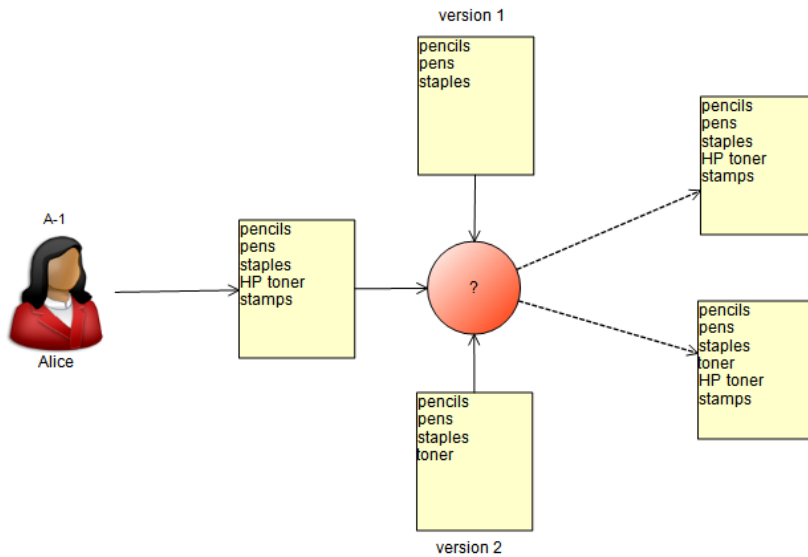 version 1
pencils
pens
staples
A-1
Alice
pencils
pens
staples
HP toner
stamps
?
pencils
pens
staples
toner
version 2
pencils
pens
staples
HP toner
stamps
pencils
pens
staples
toner
HP toner
stamps